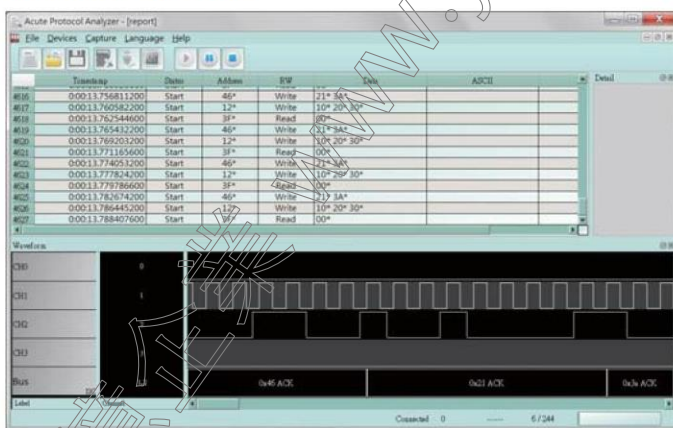 Acute Protocol Analyzer - [report]
File Devices Capture Language Help
Timestamp Status Address RW Data ASCII Detail
4616 0:00:13.756811200 Start 46* Write 21* 3A*
4617 0:00:13.760582200 Start 12* Write 10* 20* 30*
4618 0:00:13.762544600 Start 3F* Read 00*
4619 0:00:13.765432200 Start 46* Write 21* 3A*
4620 0:00:13.769203200 Start 12* Write 10* 20* 30*
4621 0:00:13.771165600 Start 3F* Read 00*
4622 0:00:13.774053200 Start 46* Write 21* 3A*
4623 0:00:13.777824200 Start 12* Write 10* 20* 30*
4624 0:00:13.779786600 Start 3F* Read 00*
4625 0:00:13.782674200 Start 46* Write 21* 3A*
4626 0:00:13.786445200 Start 12* Write 10* 20* 30*
4627 0:00:13.788407600 Start 3F* Read 00*
Waveform
CH0 0
CH1 1
CH2
CH3
Bus 0x46 ACK 0x21 ACK 0x3a ACK
Label Channel
Connected 0 ----- 6 / 244
www.
業